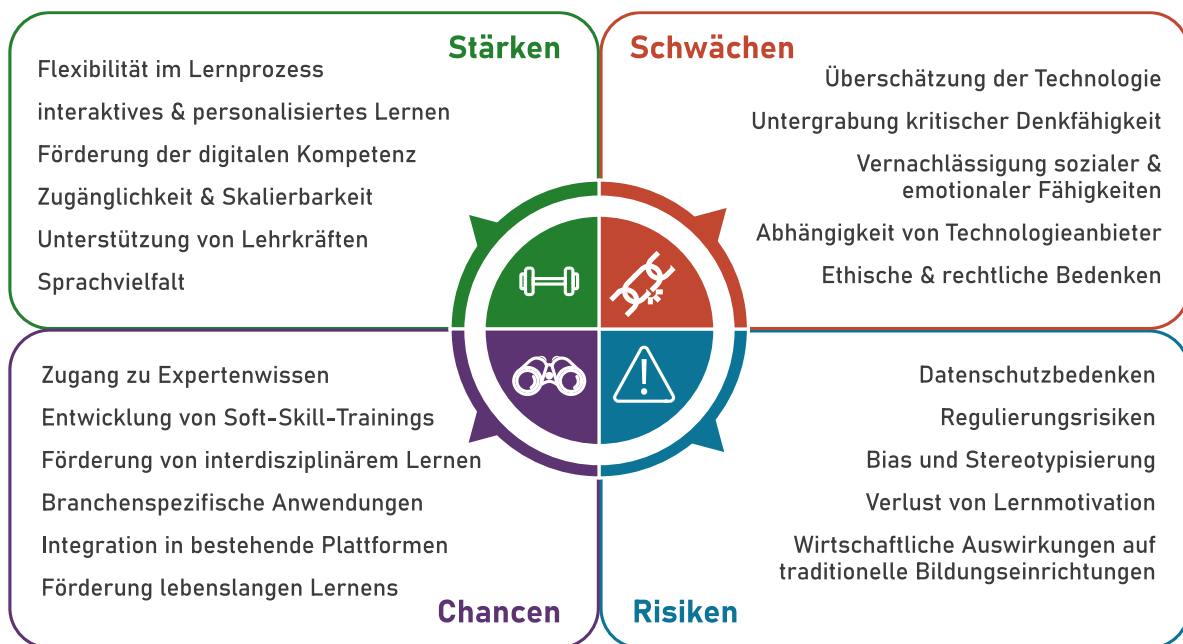 Stärken
Flexibilität im Lernprozess
interaktives & personalisiertes Lernen
Förderung der digitalen Kompetenz
Zugänglichkeit & Skalierbarkeit
Unterstützung von Lehrkräften
Sprachvielfalt
Schwächen
Überschätzung der Technologie
Untergrabung kritischer Denkfähigkeit
Vernachlässigung sozialer &
emotionaler Fähigkeiten
Abhängigkeit von Technologieanbieter
Ethische & rechtliche Bedenken
Zugang zu Expertenwissen
Entwicklung von Soft-Skill-Trainings
Förderung von interdisziplinärem Lernen
Branchenspezifische Anwendungen
Integration in bestehende Plattformen
Förderung lebenslangen Lernens
Chancen
Datenschutzbedenken
Regulierungsrisiken
Bias und Stereotypisierung
Verlust von Lernmotivation
Wirtschaftliche Auswirkungen auf
traditionelle Bildungseinrichtungen
Risiken